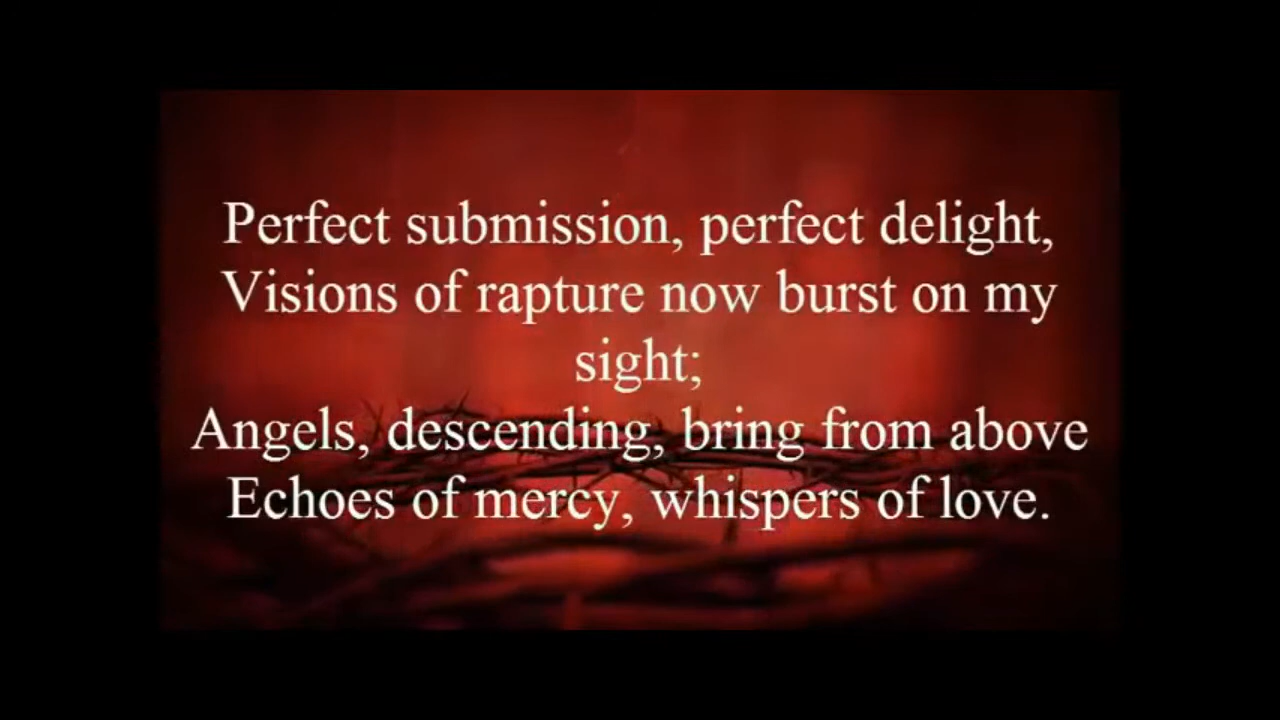 Perfect submission, perfect delight,
Visions of rapture now burst on my
sight;
Angels, descending, bring from above
Echoes of mercy, whispers of love.